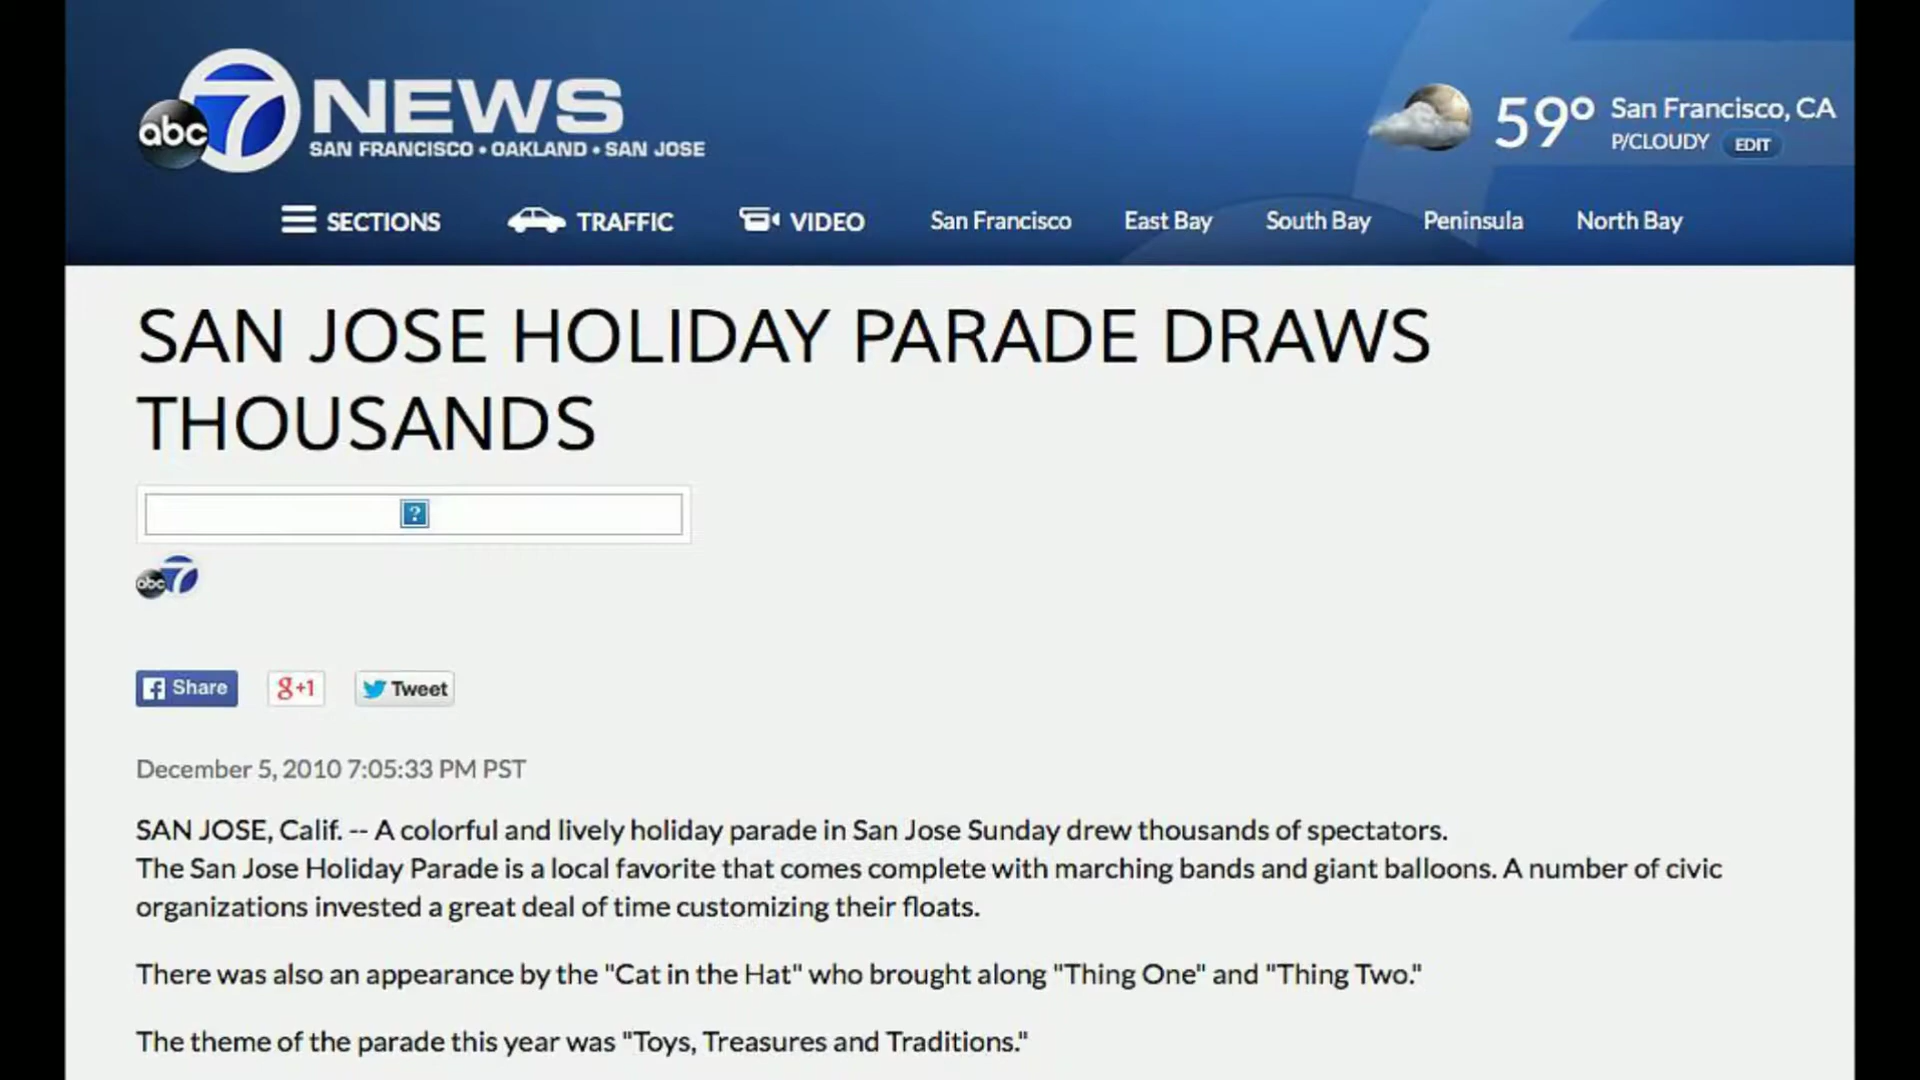 abc 7 NEWS
SAN FRANCISCO • OAKLAND • SAN JOSE
59° San Francisco, CA
P/CLOUDY EDIT
SECTIONS TRAFFIC VIDEO San Francisco East Bay South Bay Peninsula North Bay
SAN JOSE HOLIDAY PARADE DRAWS
THOUSANDS
?
abc 7
f Share g+1 Tweet
December 5, 2010 7:05:33 PM PST
SAN JOSE, Calif. -- A colorful and lively holiday parade in San Jose Sunday drew thousands of spectators.
The San Jose Holiday Parade is a local favorite that comes complete with marching bands and giant balloons. A number of civic
organizations invested a great deal of time customizing their floats.
There was also an appearance by the "Cat in the Hat" who brought along "Thing One" and "Thing Two."
The theme of the parade this year was "Toys, Treasures and Traditions."